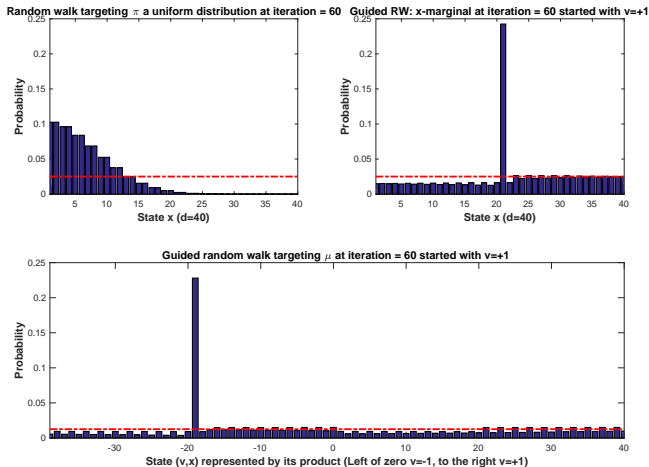 Random walk targeting π a uniform distribution at iteration = 60
Guided RW: x-marginal at iteration = 60 started with v=+1
0.25
0.2
0.15
0.1
0.05
0
Probability
5 10 15 20 25 30 35 40
State x (d=40)
0.25
0.2
0.15
0.1
0.05
0
Probability
5 10 15 20 25 30 35 40
State x (d=40)
Guided random walk targeting μ at iteration = 60 started with v=+1
0.25
0.2
0.15
0.1
0.05
0
Probability
-30 -20 -10 0 10 20 30 40
State (v,x) represented by its product (Left of zero v=-1, to the right v=+1)